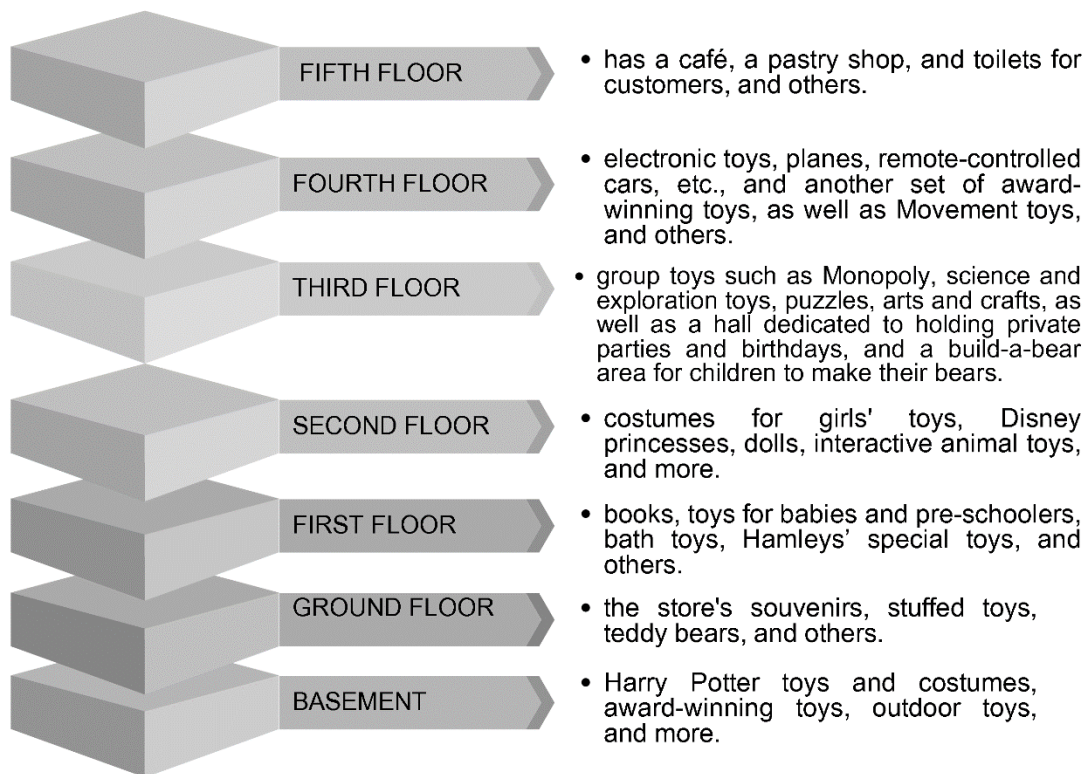 FIFTH FLOOR
• has a café, a pastry shop, and toilets for
customers, and others.
FOURTH FLOOR
• electronic toys, planes, remote-controlled
cars, etc., and another set of award-
winning toys, as well as Movement toys,
and others.
THIRD FLOOR
• group toys such as Monopoly, science and
exploration toys, puzzles, arts and crafts, as
well as a hall dedicated to holding private
parties and birthdays, and a build-a-bear
area for children to make their bears.
SECOND FLOOR
• costumes for girls' toys, Disney
princesses, dolls, interactive animal toys,
and more.
FIRST FLOOR
• books, toys for babies and pre-schoolers,
bath toys, Hamleys’ special toys, and
others.
GROUND FLOOR
• the store's souvenirs, stuffed toys,
teddy bears, and others.
BASEMENT
• Harry Potter toys and costumes,
award-winning toys, outdoor toys,
and more.